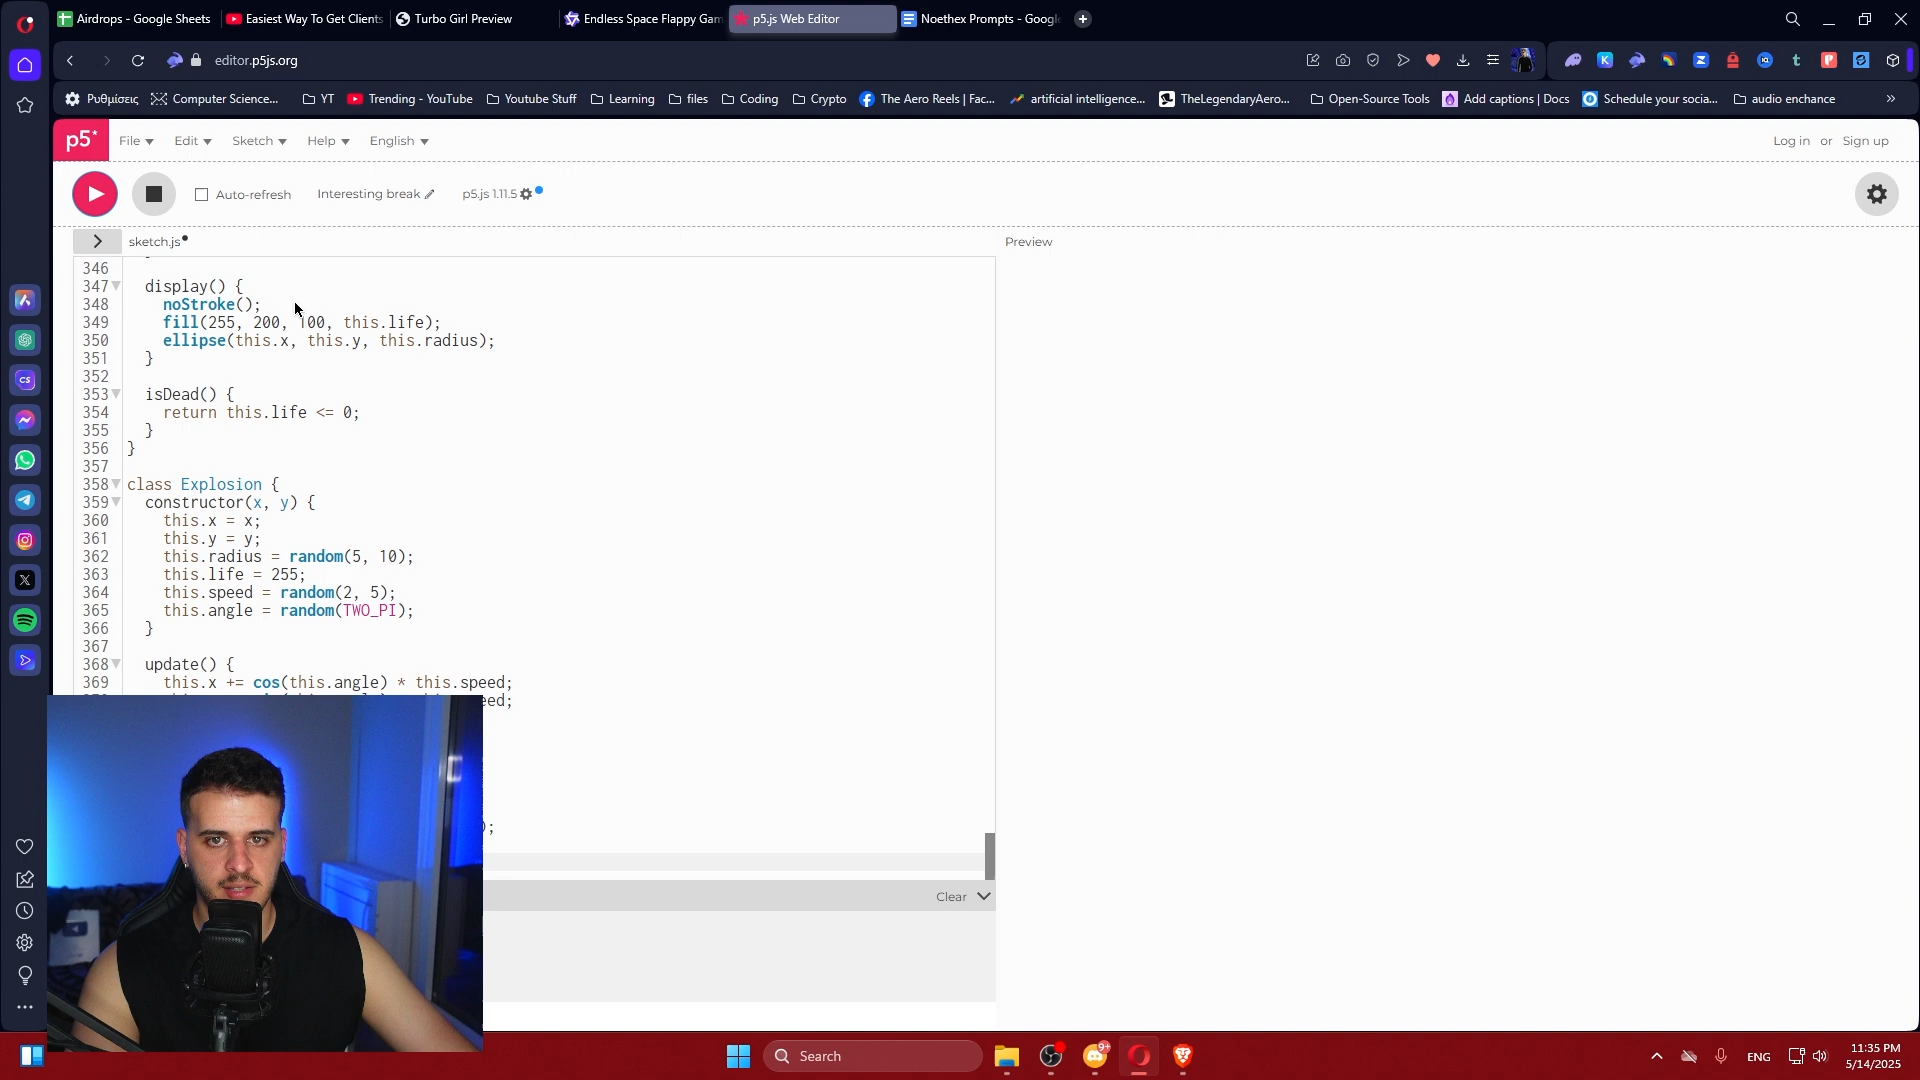 Airdrops - Google Sheets
Easiest Way To Get Clients
Turbo Girl Preview
Endless Space Flappy Gam
p5.js Web Editor
Noethex Prompts - Google
editor.p5js.org
Ρυθμίσεις
Computer Science...
YT
Trending - YouTube
Youtube Stuff
Learning
files
Coding
Crypto
The Aero Reels | Fac...
artificial intelligence...
TheLegendaryAero...
Open-Source Tools
Add captions | Docs
Schedule your socia...
audio enchance
p5*
File
Edit
Sketch
Help
English
Log in or Sign up
Auto-refresh
Interesting break
p5.js 1.11.5
sketch.js
Preview
346
347 display() {
348 noStroke();
349 fill(255, 200, 100, this.life);
350 ellipse(this.x, this.y, this.radius);
351 }
352
353 isDead() {
354 return this.life <= 0;
355 }
356 }
357
358 class Explosion {
359 constructor(x, y) {
360 this.x = x;
361 this.y = y;
362 this.radius = random(5, 10);
363 this.life = 255;
364 this.speed = random(2, 5);
365 this.angle = random(TWO_PI);
366 }
367
368 update() {
369 this.x += cos(this.angle) * this.speed;
eed;
);
Clear
Search
9+
ENG
11:35 PM
5/14/2025